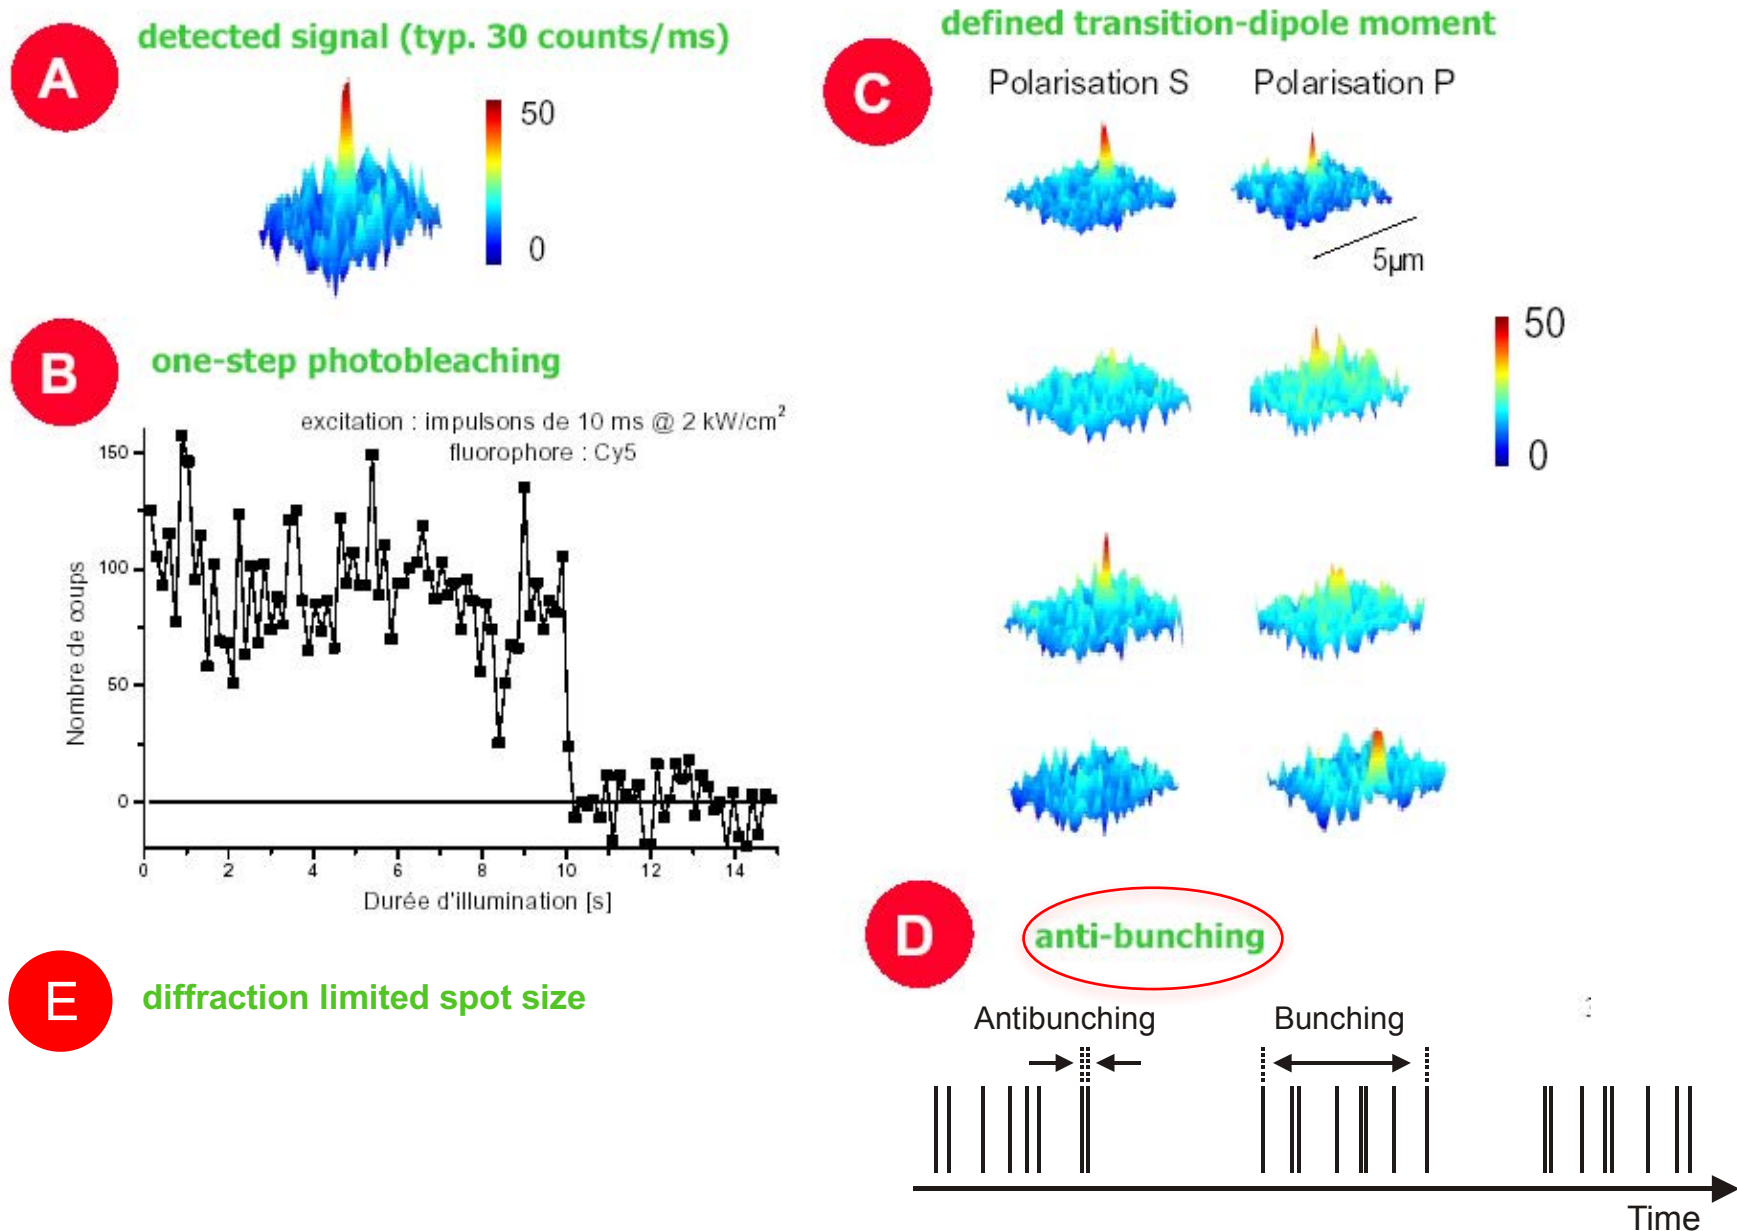 A
detected signal (typ. 30 counts/ms)
50
0
B
one-step photobleaching
excitation : impulsons de 10 ms @ 2 kW/cm²
fluorophore : Cy5
150
100
50
0
Nombre de coups
0 2 4 6 8 10 12 14
Durée d'illumination [s]
E
diffraction limited spot size
C
defined transition-dipole moment
Polarisation S Polarisation P
5µm
50
0
D
anti-bunching
Antibunching Bunching
Time